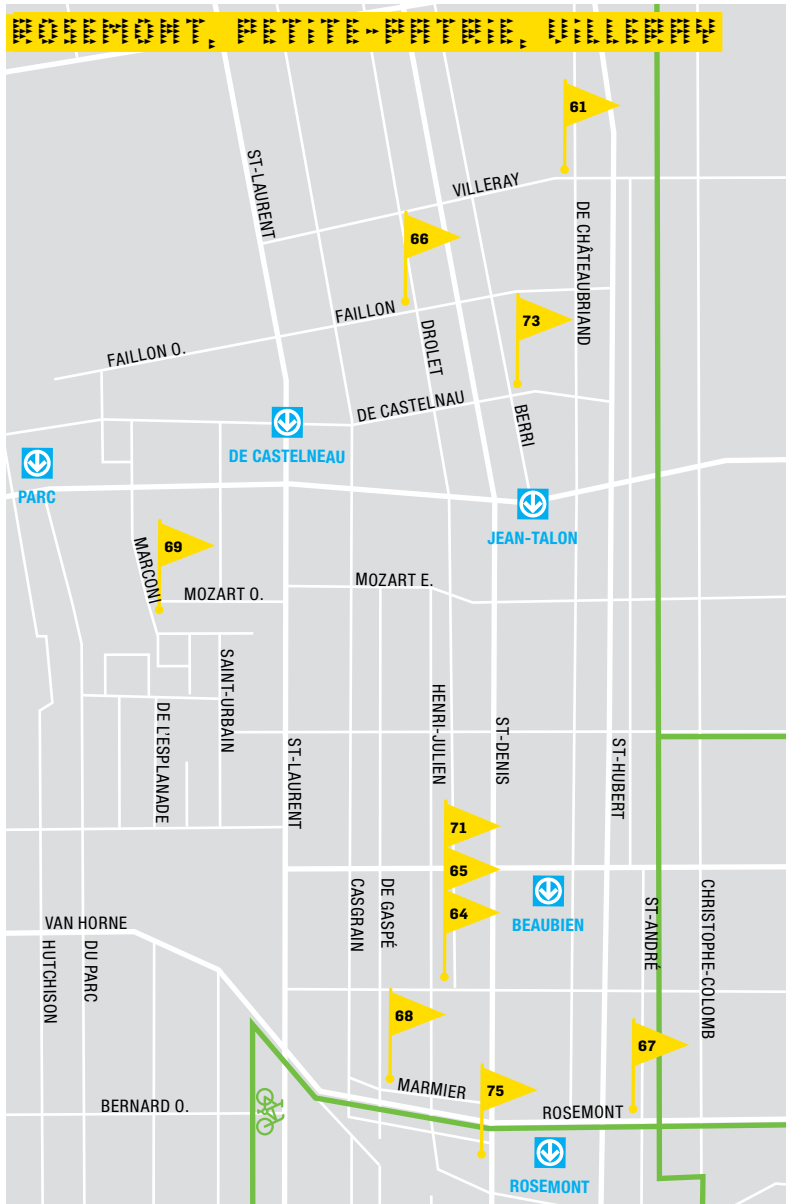 ROSEMONT, PETITE-PATRIE, VILLERAY
61
ST-LAURENT
VILLERAY
66
DE CHÂTEAUBRIAND
73
FAILLON
DROLET
FAILLON O.
DE CASTELNAU
BERRI
DE CASTELNEAU
PARC
JEAN-TALON
69
MARCONI
MOZART O.
MOZART E.
SAINT-URBAIN
DE L'ESPLANADE
HENRI-JULIEN
ST-DENIS
ST-LAURENT
ST-HUBERT
71
65
64
CASGRAIN
DE GASPÉ
BEAUBIEN
ST-ANDRÉ
CHRISTOPHE-COLOMB
VAN HORNE
HUTCHISON
DU PARC
68
67
MARMIER
75
BERNARD O.
ROSEMONT
ROSEMONT